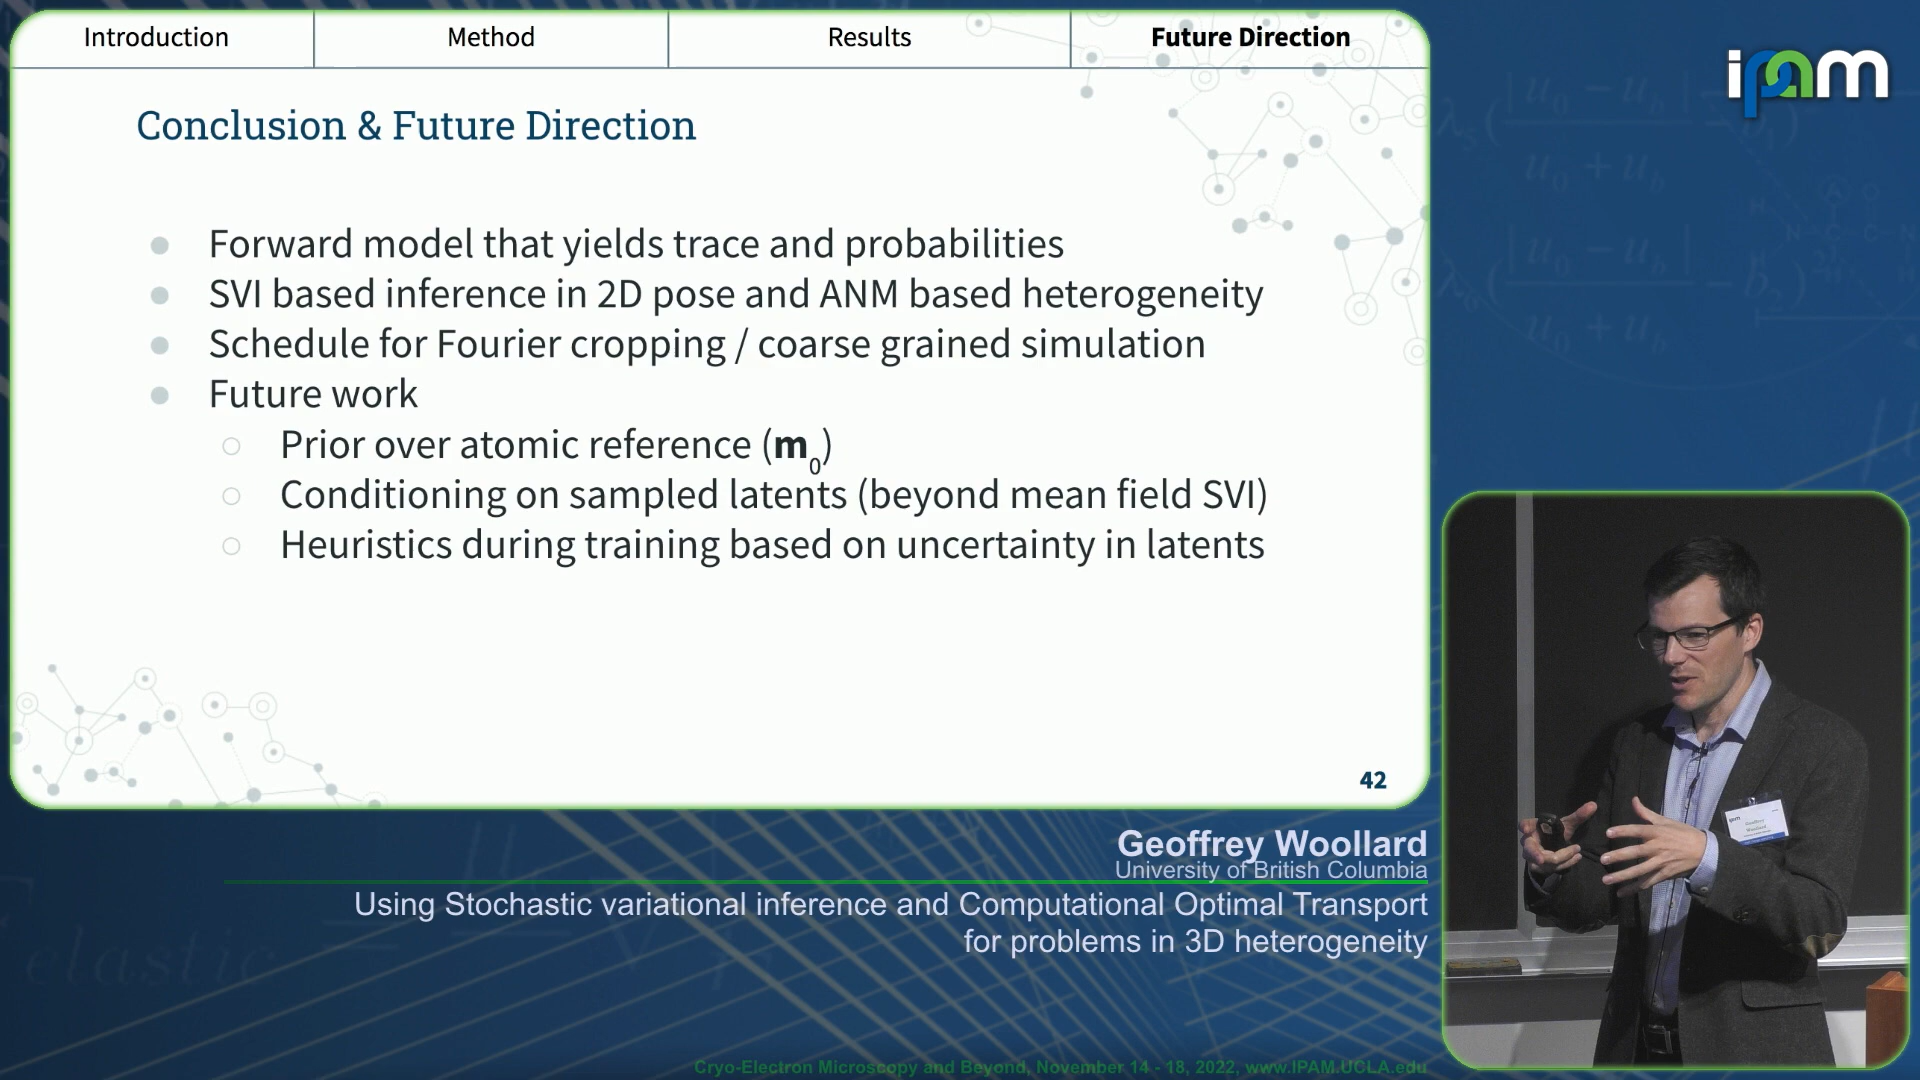 Introduction
Method
Results
Future Direction
ipam
Conclusion & Future Direction
Forward model that yields trace and probabilities
SVI based inference in 2D pose and ANM based heterogeneity
Schedule for Fourier cropping / coarse grained simulation
Future work
Prior over atomic reference (m0)
Conditioning on sampled latents (beyond mean field SVI)
Heuristics during training based on uncertainty in latents
42
Geoffrey Woollard
University of British Columbia
Using Stochastic variational inference and Computational Optimal Transport
for problems in 3D heterogeneity
elastic
Geoffrey
Woollard
Cryo-Electron Microscopy and Beyond, November 14 - 18, 2022, www.IPAM.UCLA.edu